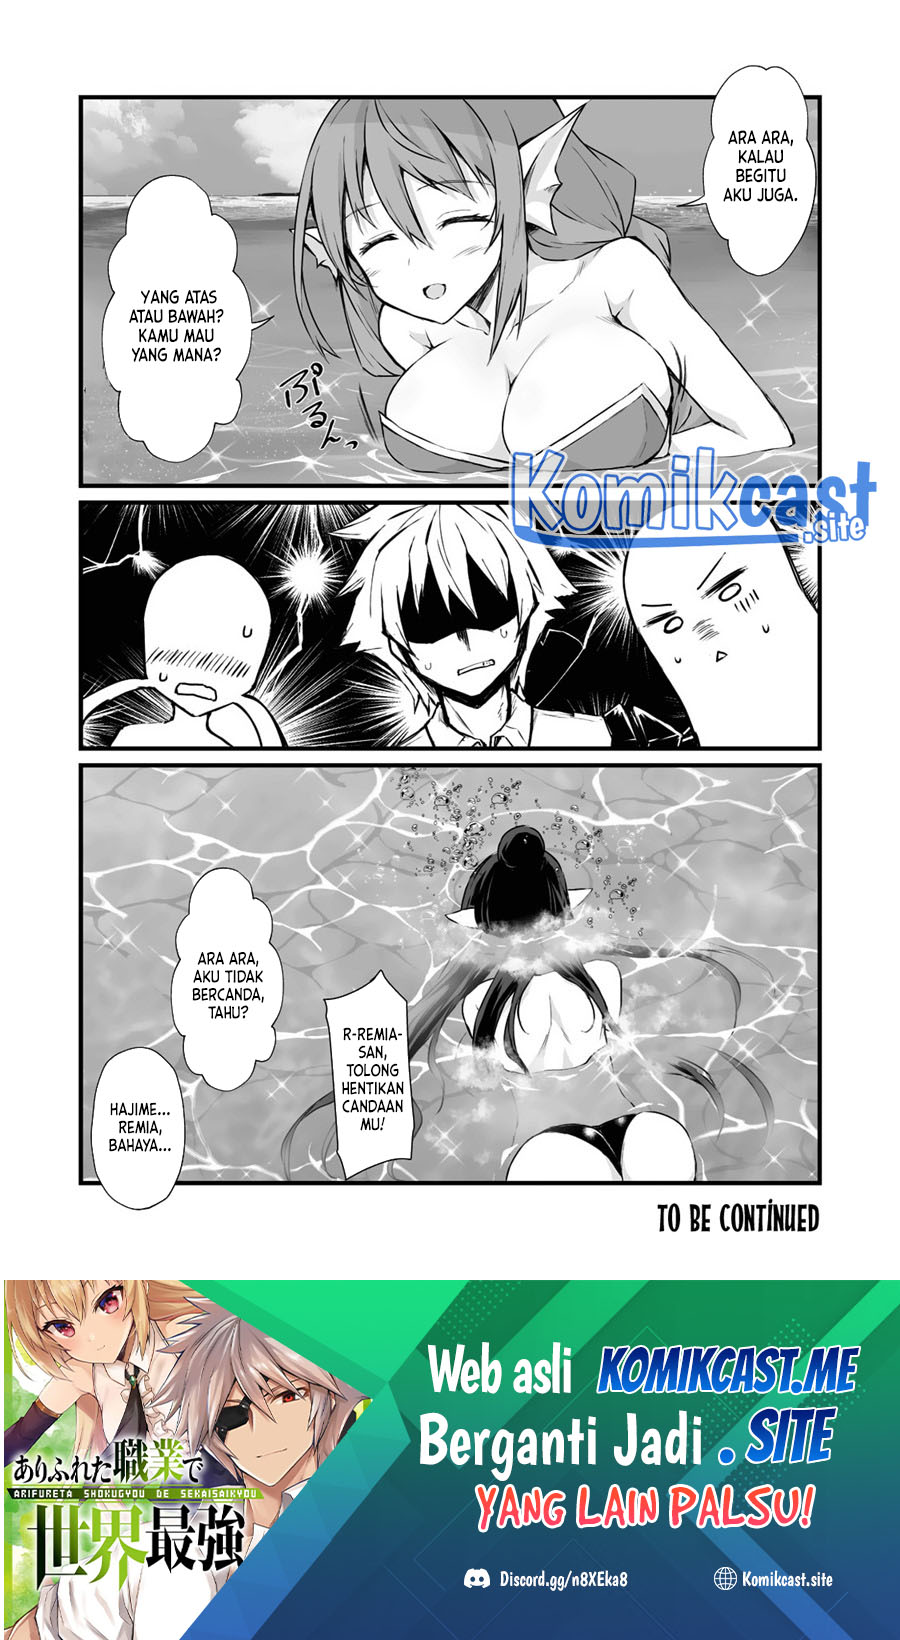 ARA ARA,
KALAU
BEGITU
AKU JUGA.
YANG ATAS
ATAU BAWAH?
KAMU MAU
YANG MANA?
ぷるんっ
Komikcast
.site
ARA ARA,
AKU TIDAK
BERCANDA,
TAHU?
R-REMIA-
SAN,
TOLONG
HENTIKAN
CANDAAN
MU!
HAJIME...
REMIA,
BAHAYA...
TO BE CONTINUED
ありふれた職業で
ARIFURETA SHOKUGYOU DE SEKAISAIKYOU
世界最強
Web asli KOMIKCAST.ME
Berganti Jadi .SITE
YANG LAIN PALSU!
Discord.gg/n8XEka8
Komikcast.site